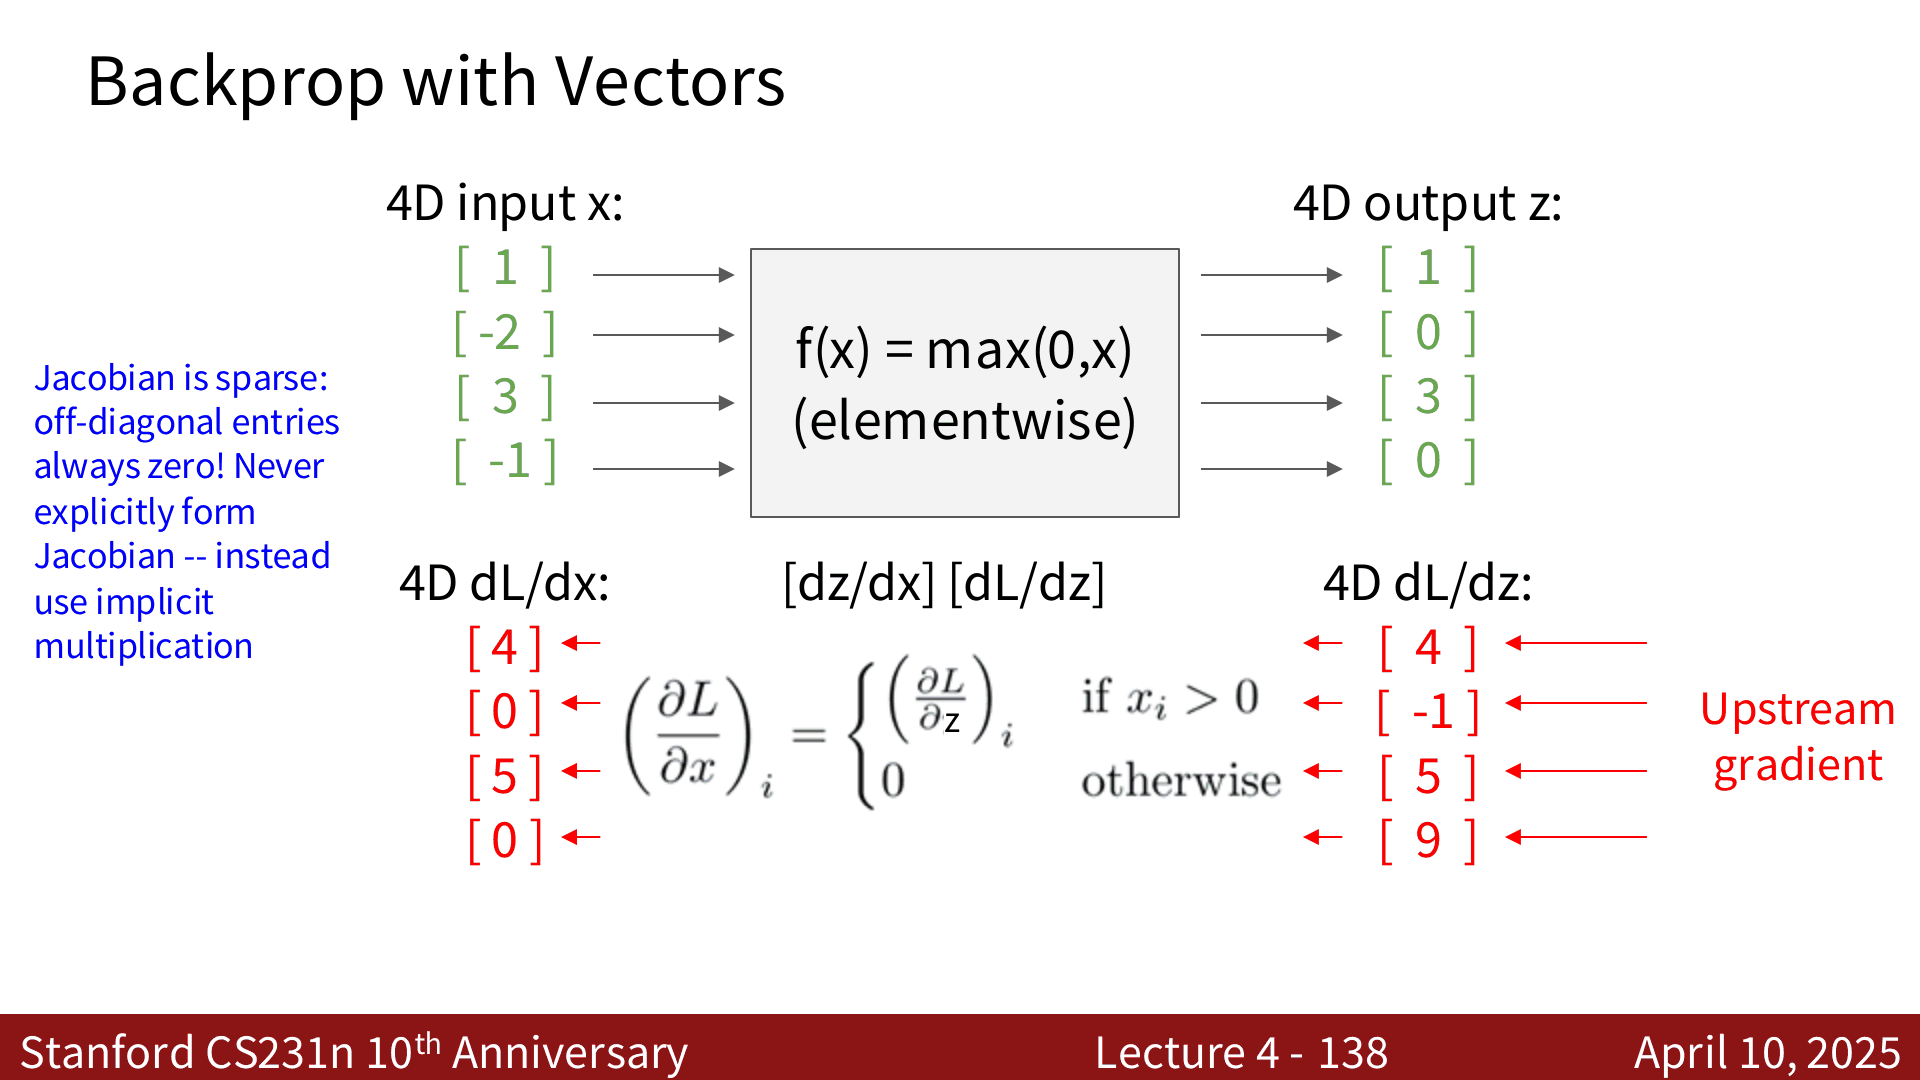 Backprop with Vectors
4D input x:
4D output z:
[ 1 ]
[ -2 ]
[ 3 ]
[ -1 ]
f(x) = max(0,x)
(elementwise)
[ 1 ]
[ 0 ]
[ 3 ]
[ 0 ]
Jacobian is sparse:
off-diagonal entries
always zero! Never
explicitly form
Jacobian -- instead
use implicit
multiplication
4D dL/dx:
[dz/dx] [dL/dz]
4D dL/dz:
[ 4 ]
[ 0 ]
[ 5 ]
[ 0 ]
(∂L/∂x)_i = { (∂L/∂z)_i if x_i > 0
0 otherwise
[ 4 ]
[ -1 ]
[ 5 ]
[ 9 ]
Upstream
gradient
Stanford CS231n 10th Anniversary
Lecture 4 - 138
April 10, 2025